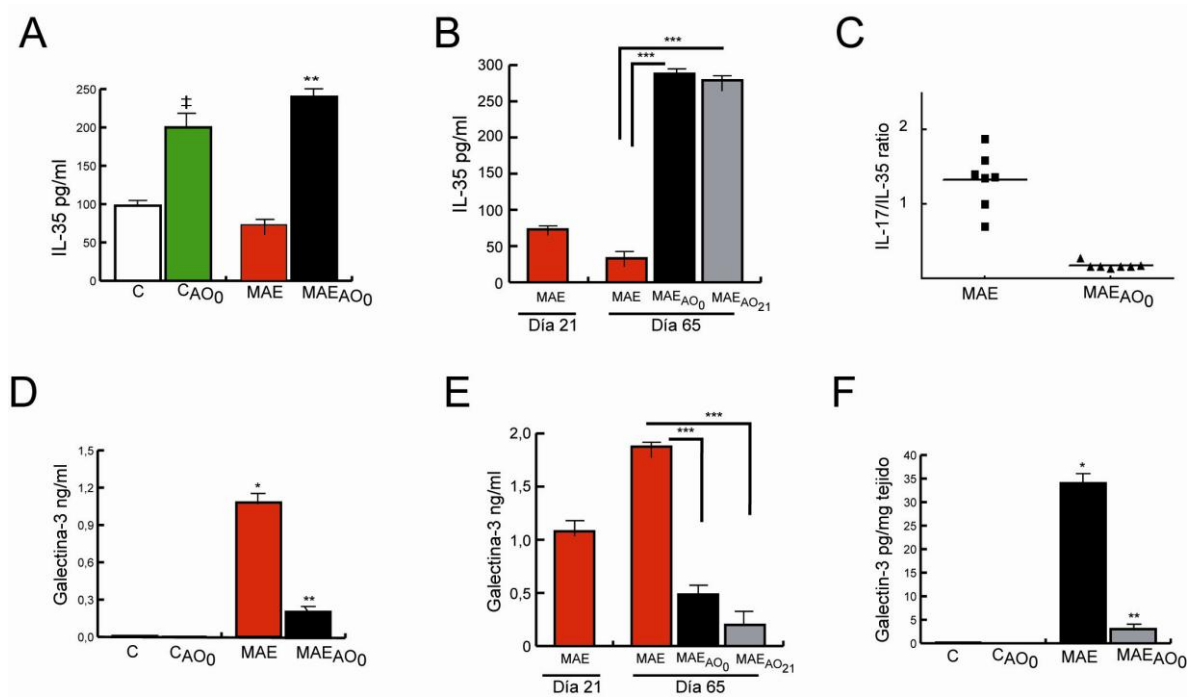 A
IL-35 pg/ml
250
200
150
100
50
0
‡
**
C
CAO0
MAE
MAEAO0
B
IL-35 pg/ml
300
250
200
150
100
50
0
***
***
MAE
MAE
MAEAO0
MAEAO21
Día 21
Día 65
C
IL-17/IL-35 ratio
2
1
MAE
MAEAO0
D
Galectina-3 ng/ml
1,5
1,2
0,9
0,6
0,3
0,0
*
**
C
CAO0
MAE
MAEAO0
E
Galectina-3 ng/ml
2,0
1,5
1,0
0,5
0,0
***
***
MAE
MAE
MAEAO0
MAEAO21
Día 21
Día 65
F
Galectin-3 pg/mg tejido
40
35
30
25
20
15
10
5
0
*
**
C
CAO0
MAE
MAEAO0